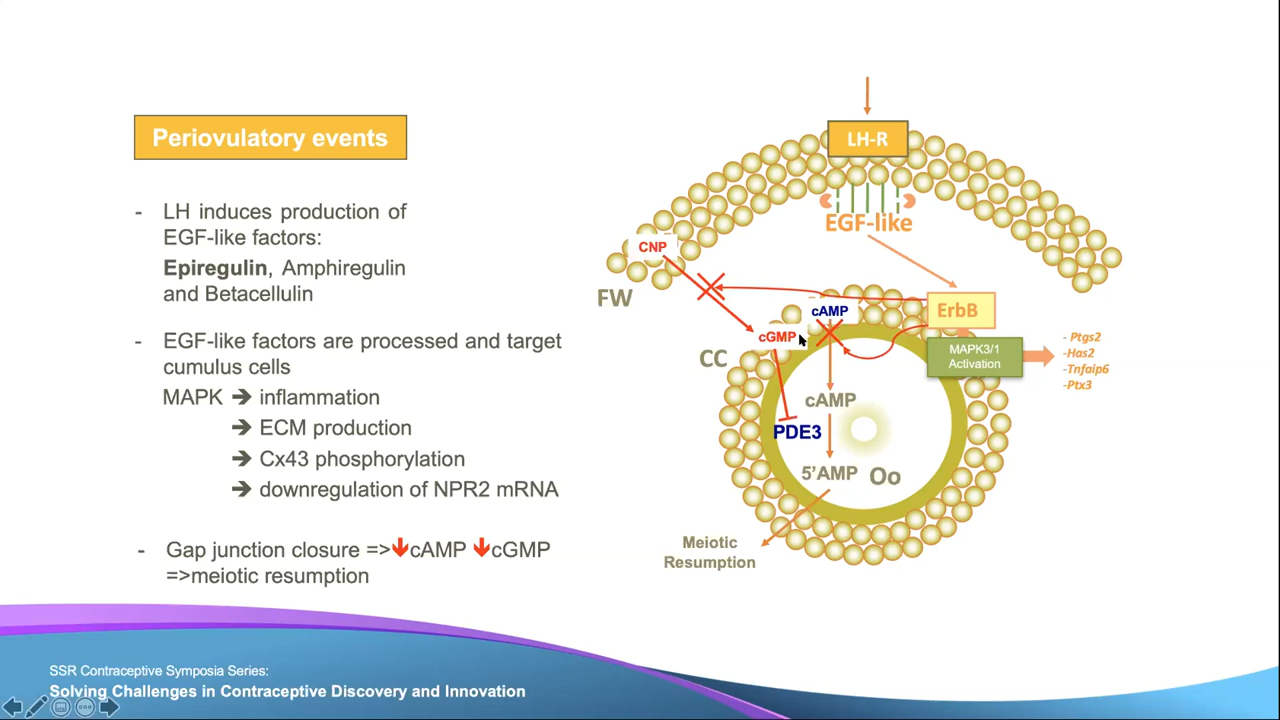 Periovulatory events
- LH induces production of
EGF-like factors:
Epiregulin, Amphiregulin
and Betacellulin
- EGF-like factors are processed and target
cumulus cells
MAPK ➔ inflammation
➔ ECM production
➔ Cx43 phosphorylation
➔ downregulation of NPR2 mRNA
- Gap junction closure =>🡇cAMP 🡇cGMP
=>meiotic resumption
LH-R
EGF-like
CNP
FW
cAMP
ErbB
cGMP
CC
MAPK3/1
Activation
- Ptgs2
-Has2
-Tnfaip6
-Ptx3
cAMP
PDE3
5'AMP
Oo
Meiotic
Resumption
SSR Contraceptive Symposia Series:
Solving Challenges in Contraceptive Discovery and Innovation